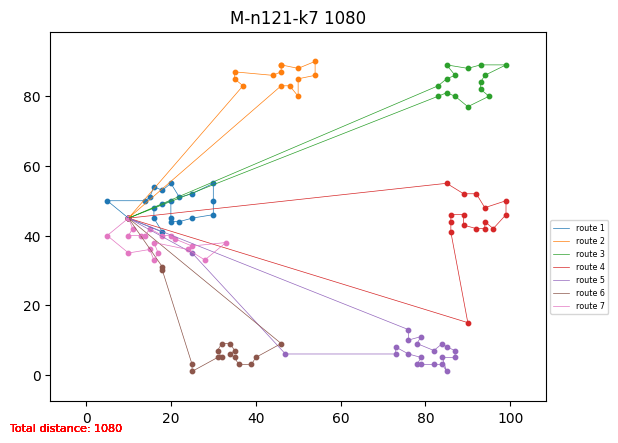 M-n121-k7 1080
80
60
40
20
0
0 20 40 60 80 100
route 1
route 2
route 3
route 4
route 5
route 6
route 7
Total distance: 1080